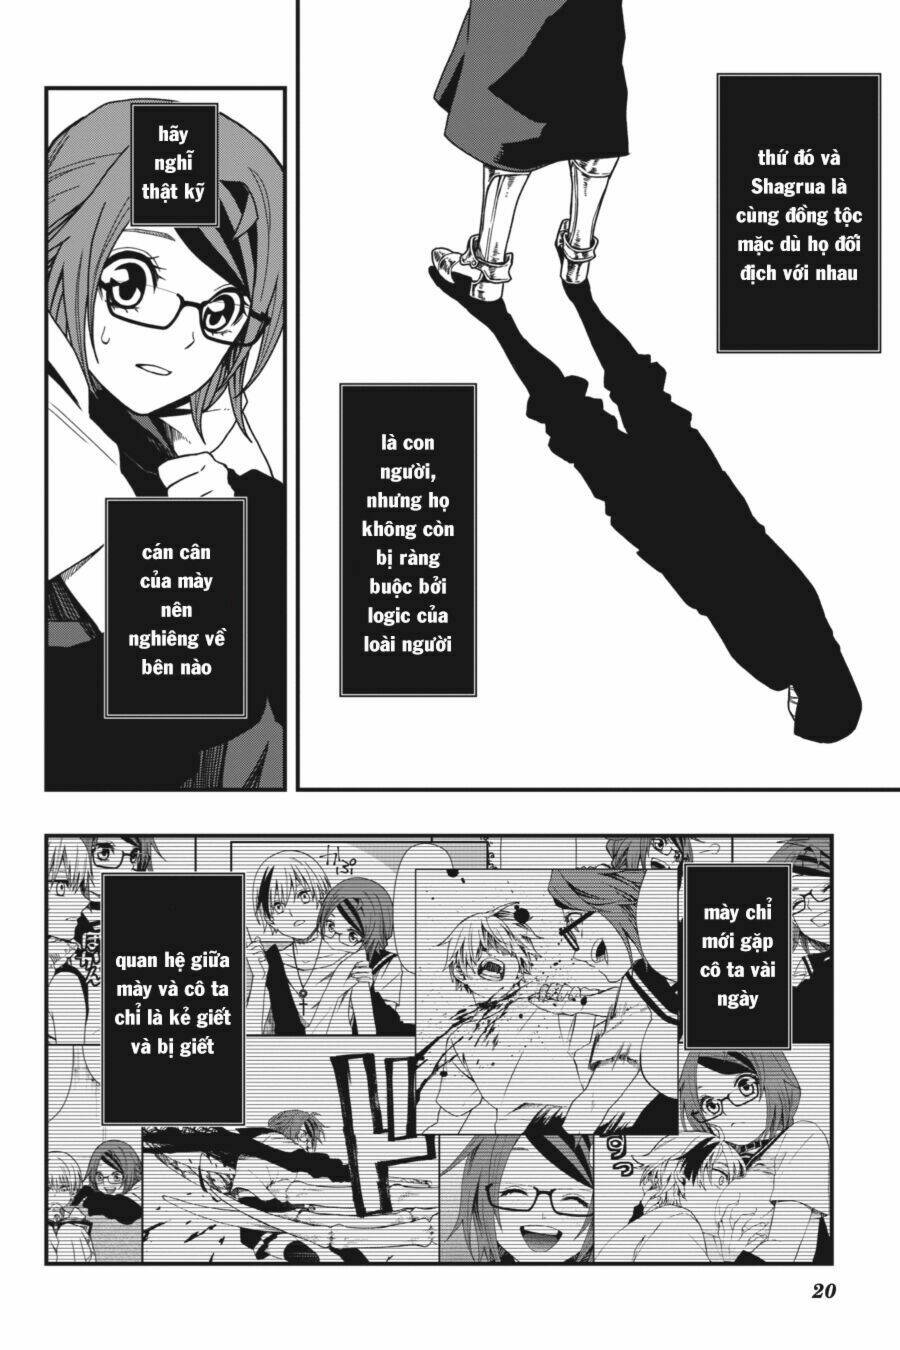 thứ đó và
Shagrua là
cùng đồng tộc
mặc dù họ đối
địch với nhau
là con
người,
nhưng họ
không còn
bị ràng
buộc bởi
logic của
loài người
hãy
nghĩ
thật kỹ
cán cân
của mày
nên
nghiêng về
bên nào
mày chỉ
mới gặp
cô ta vài
ngày
quan hệ giữa
mày và cô ta
chỉ là kẻ giết
và bị giết
20